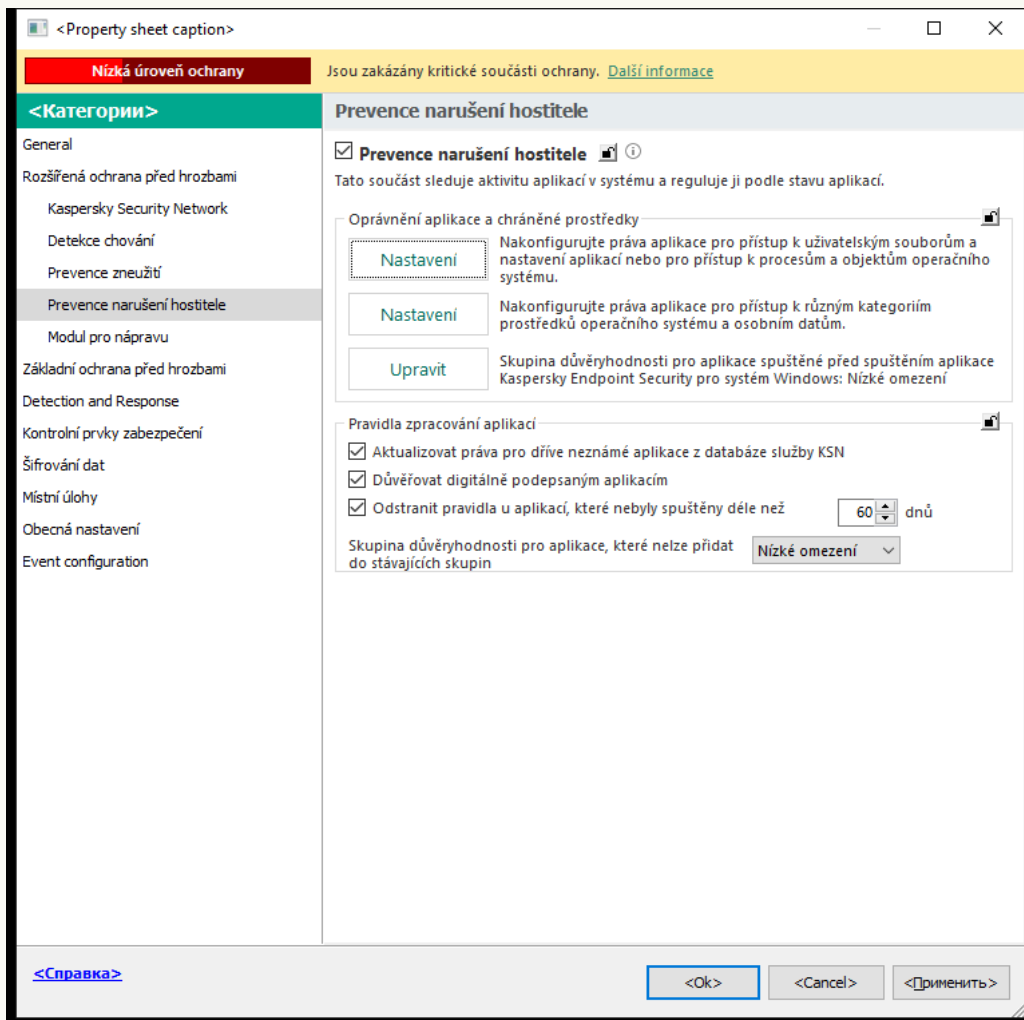 <Property sheet caption>
Nízká úroveň ochrany
Jsou zakázány kritické součásti ochrany. Další informace
<Категории>
General
Rozšířená ochrana před hrozbami
Kaspersky Security Network
Detekce chování
Prevence zneužití
Prevence narušení hostitele
Modul pro nápravu
Základní ochrana před hrozbami
Detection and Response
Kontrolní prvky zabezpečení
Šifrování dat
Místní úlohy
Obecná nastavení
Event configuration
Prevence narušení hostitele
Prevence narušení hostitele
Tato součást sleduje aktivitu aplikací v systému a reguluje ji podle stavu aplikací.
Oprávnění aplikace a chráněné prostředky
Nastavení
Nakonfigurujte práva aplikace pro přístup k uživatelským souborům a
nastavení aplikací nebo pro přístup k procesům a objektům operačního
systému.
Nastavení
Nakonfigurujte práva aplikace pro přístup k různým kategoriím
prostředků operačního systému a osobním datům.
Upravit
Skupina důvěryhodnosti pro aplikace spuštěné před spuštěním aplikace
Kaspersky Endpoint Security pro systém Windows: Nízké omezení
Pravidla zpracování aplikací
Aktualizovat práva pro dříve neznámé aplikace z databáze služby KSN
Důvěřovat digitálně podepsaným aplikacím
Odstranit pravidla u aplikací, které nebyly spuštěny déle než 60 dnů
Skupina důvěryhodnosti pro aplikace, které nelze přidat
do stávajících skupin
Nízké omezení
<Справка>
<Ok>
<Cancel>
<Применить>